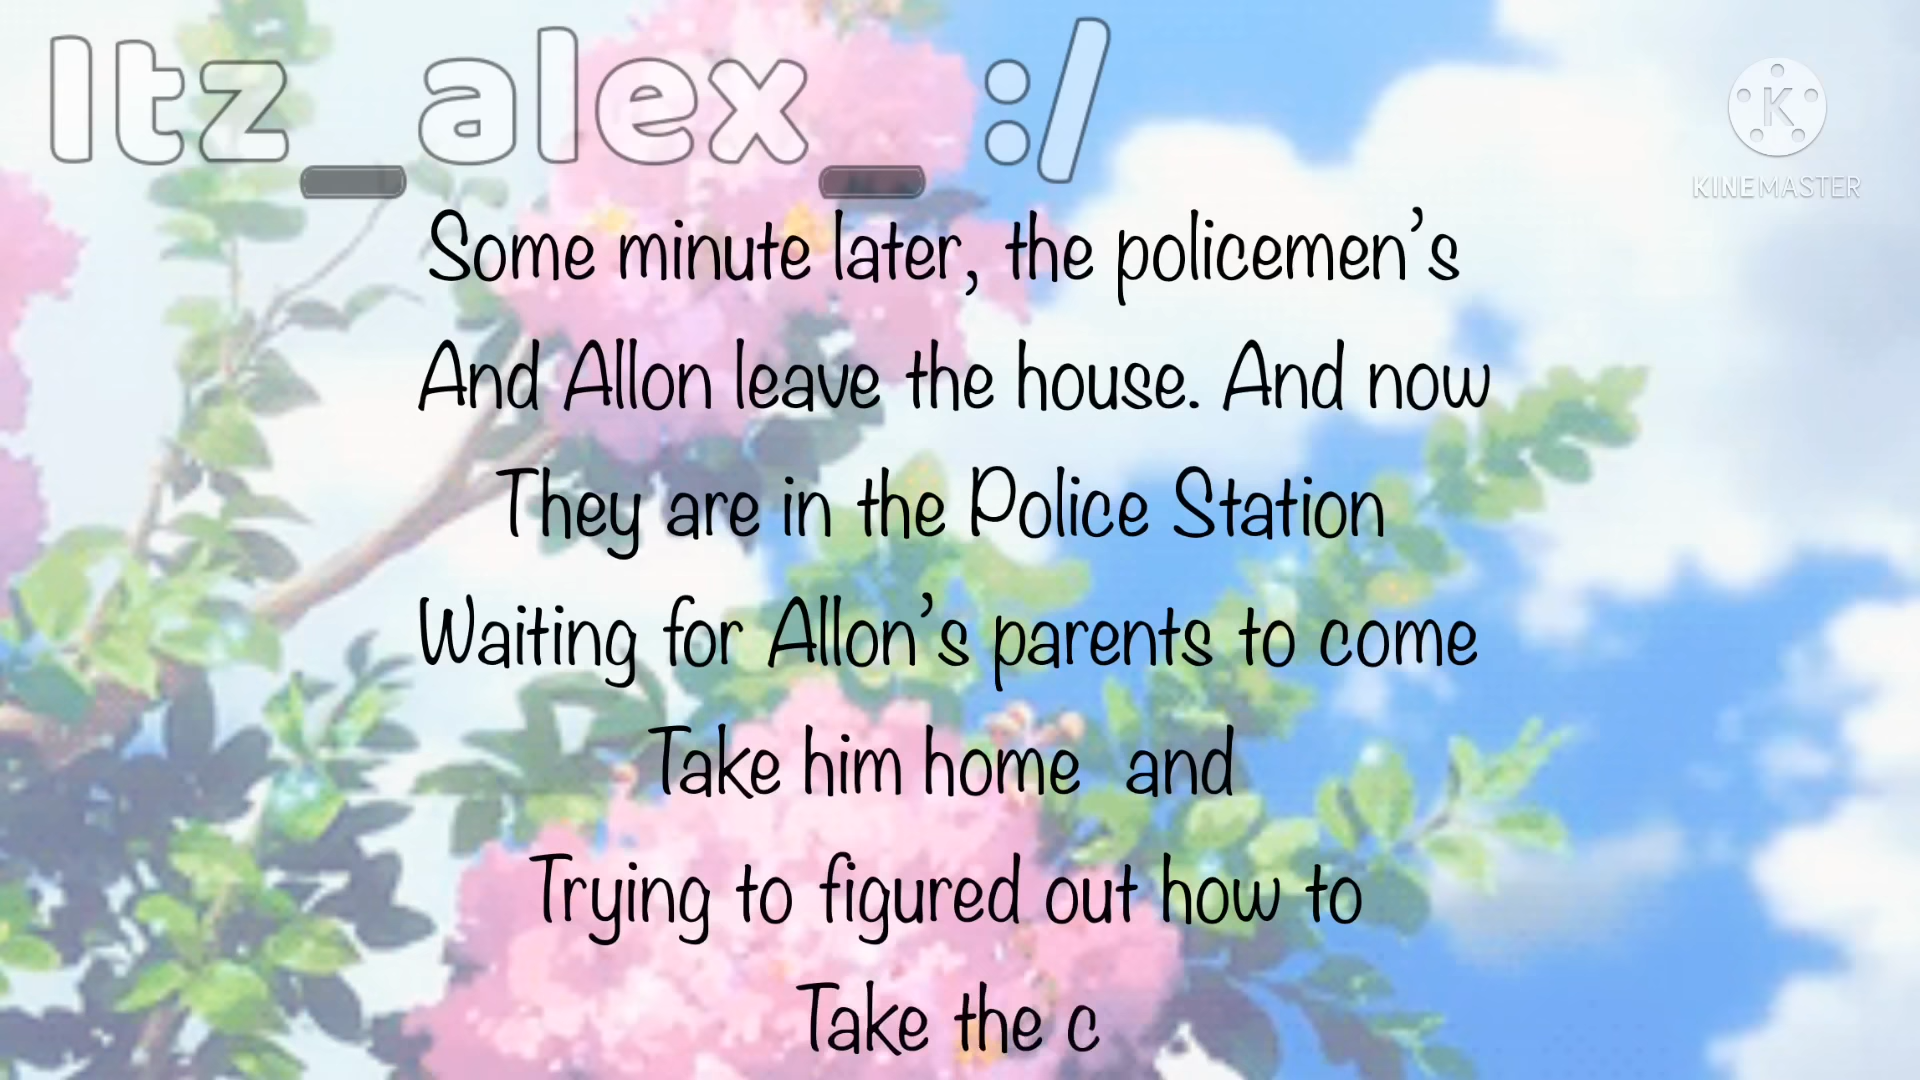 Itz_alex_ :/
KINEMASTER
Some minute later, the policemen’s
And Allon leave the house. And now
They are in the Police Station
Waiting for Allon’s parents to come
Take him home  and
Trying to figured out how to
Take the c